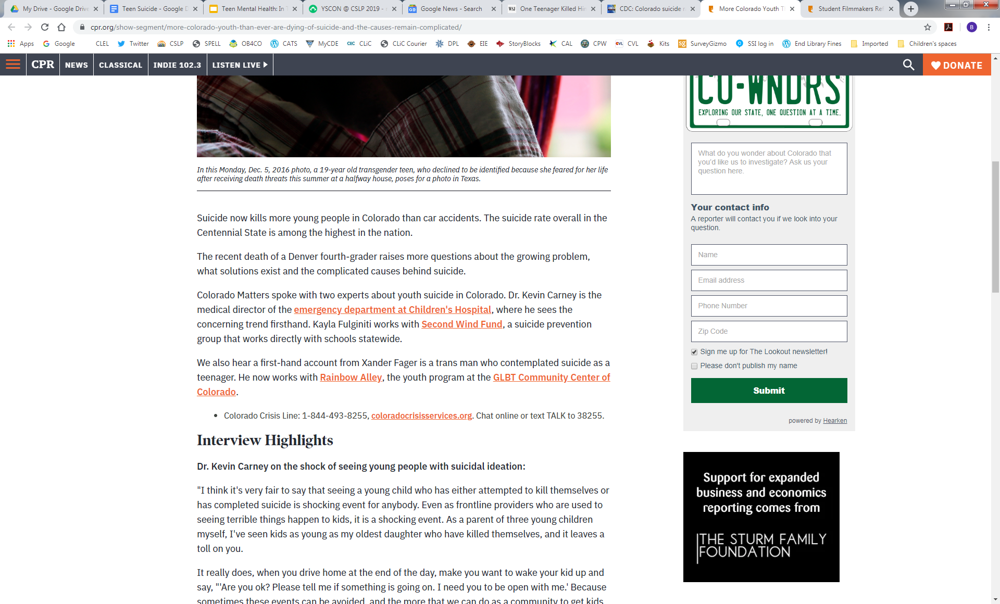 My Drive - Google Drive
Teen Suicide - Google D
Teen Mental Health: In T
YSCON @ CSLP 2019 -
Google News - Search
WSJ
One Teenager Killed Hi
CDC: Colorado suicide r
More Colorado Youth T
Student Filmmakers Ref
cpr.org/show-segment/more-colorado-youth-than-ever-are-dying-of-suicide-and-the-causes-remain-complicated/
B
Apps
Google
CLEL
Twitter
CSLP
SPELL
OB4CO
CATS
MyCDE
CLiC
CLiC Courier
DPL
EIE
StoryBlocks
CAL
CPW
CVL
CVL
Kits
sg
SurveyGizmo
SSI log in
End Library Fines
Imported
Children's spaces
CPR
NEWS
CLASSICAL
INDIE 102.3
LISTEN LIVE
DONATE
In this Monday, Dec. 5, 2016 photo, a 19-year old transgender teen, who declined to be identified because she feared for her life
after receiving death threats this summer at a halfway house, poses for a photo in Texas.
Suicide now kills more young people in Colorado than car accidents. The suicide rate overall in the
Centennial State is among the highest in the nation.
The recent death of a Denver fourth-grader raises more questions about the growing problem,
what solutions exist and the complicated causes behind suicide.
Colorado Matters spoke with two experts about youth suicide in Colorado. Dr. Kevin Carney is the
medical director of the emergency department at Children's Hospital, where he sees the
concerning trend firsthand. Kayla Fulginiti works with Second Wind Fund, a suicide prevention
group that works directly with schools statewide.
We also hear a first-hand account from Xander Fager is a trans man who contemplated suicide as a
teenager. He now works with Rainbow Alley, the youth program at the GLBT Community Center of
Colorado.
• Colorado Crisis Line: 1-844-493-8255, coloradocrisisservices.org. Chat online or text TALK to 38255.
Interview Highlights
Dr. Kevin Carney on the shock of seeing young people with suicidal ideation:
"I think it's very fair to say that seeing a young child who has either attempted to kill themselves or
has completed suicide is shocking event for anybody. Even as frontline providers who are used to
seeing terrible things happen to kids, it is a shocking event. As a parent of three young children
myself, I've seen kids as young as my oldest daughter who have killed themselves, and it leaves a
toll on you.
It really does, when you drive home at the end of the day, make you want to wake your kid up and
say, "'Are you ok? Please tell me if something is going on. I need you to be open with me.' Because
sometimes these events can be avoided, and the more that we can do as a community to get kids
CO-WNDRS
EXPLORING OUR STATE, ONE QUESTION AT A TIME.
What do you wonder about Colorado that
you'd like us to investigate? Ask us your
question here.
Your contact info
A reporter will contact you if we look into your
question.
Name
Email address
Phone Number
Zip Code
Sign me up for The Lookout newsletter!
Please don't publish my name
Submit
powered by Hearken
Support for expanded
business and economics
reporting comes from
THE STURM FAMILY
FOUNDATION